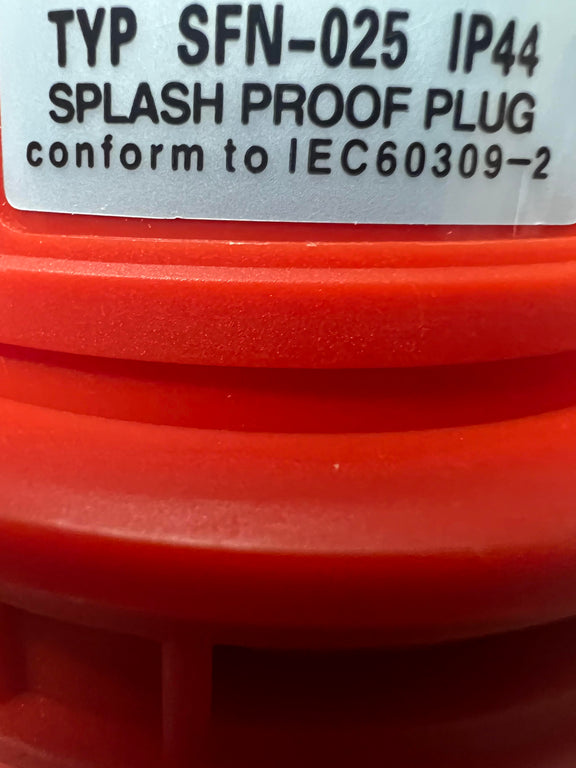 TYP SFN-025 IP44
SPLASH PROOF PLUG
conform to IEC60309-2